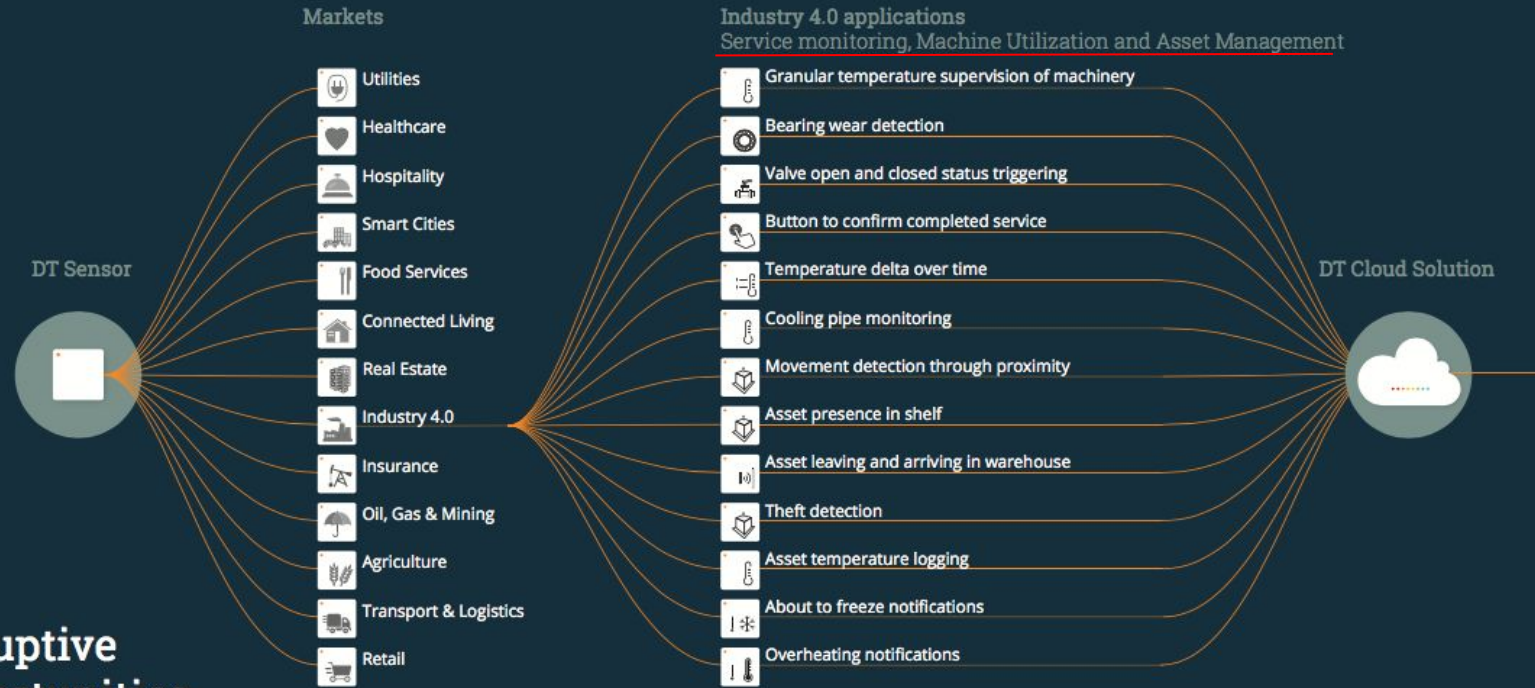 Markets
Industry 4.0 applications
Service monitoring, Machine Utilization and Asset Management
DT Sensor
Utilities
Healthcare
Hospitality
Smart Cities
Food Services
Connected Living
Real Estate
Industry 4.0
Insurance
Oil, Gas & Mining
Agriculture
Transport & Logistics
Retail
Granular temperature supervision of machinery
Bearing wear detection
Valve open and closed status triggering
Button to confirm completed service
Temperature delta over time
Cooling pipe monitoring
Movement detection through proximity
Asset presence in shelf
Asset leaving and arriving in warehouse
Theft detection
Asset temperature logging
About to freeze notifications
Overheating notifications
DT Cloud Solution
uptive